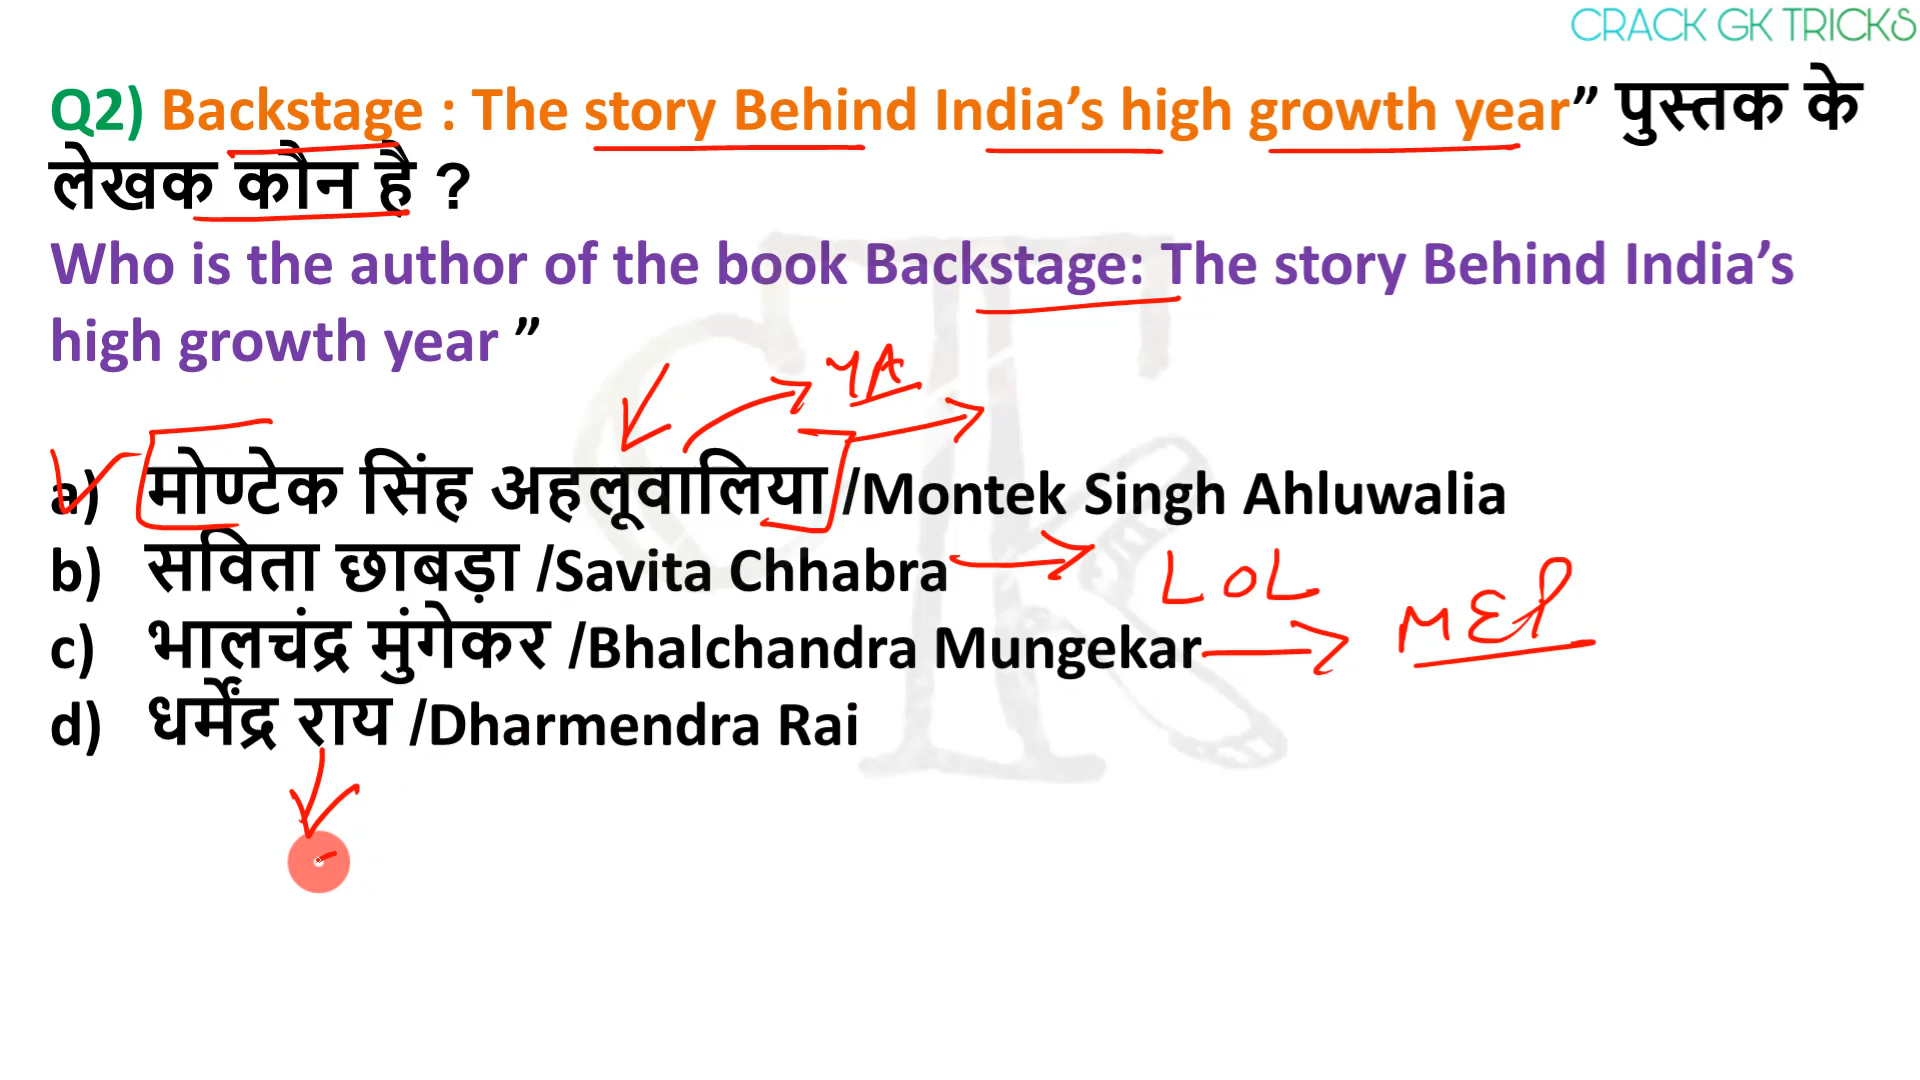 CRACK GK TRICKS
Q2) Backstage : The story Behind India’s high growth year” पुस्तक के
लेखक कौन है ?
Who is the author of the book Backstage: The story Behind India’s
high growth year ”
YA
a) मोण्टेक सिंह अहलूवालिया /Montek Singh Ahluwalia
b) सविता छाबड़ा /Savita Chhabra
LOL
c) भालचंद्र मुंगेकर /Bhalchandra Mungekar
MEP
d) धर्मेंद्र राय /Dharmendra Rai